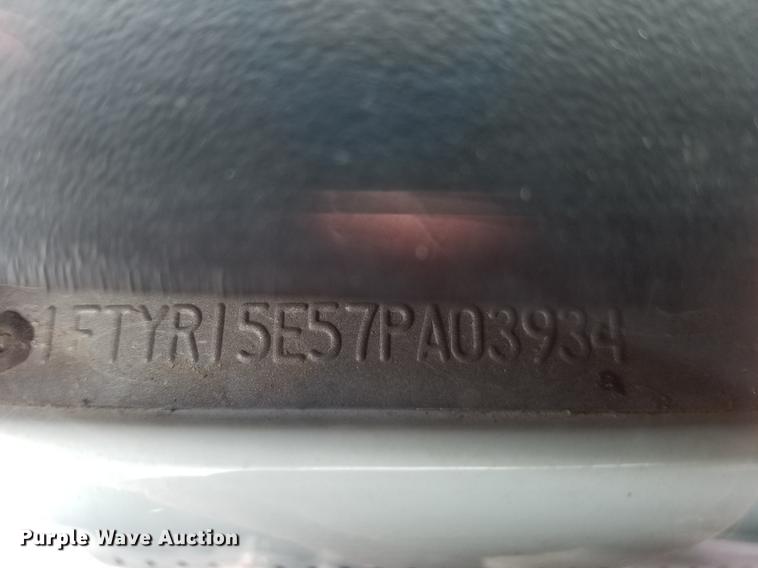 1FTYR15E57PA03934
Purple Wave Auction